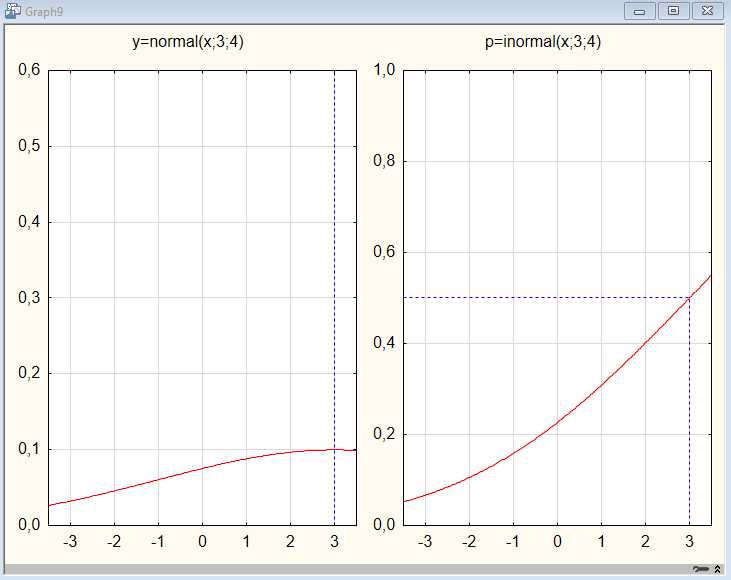 Graph9
y=normal(x;3;4)
0,6
0,5
0,4
0,3
0,2
0,1
0,0
-3 -2 -1 0 1 2 3
p=inormal(x;3;4)
1,0
0,8
0,6
0,4
0,2
0,0
-3 -2 -1 0 1 2 3